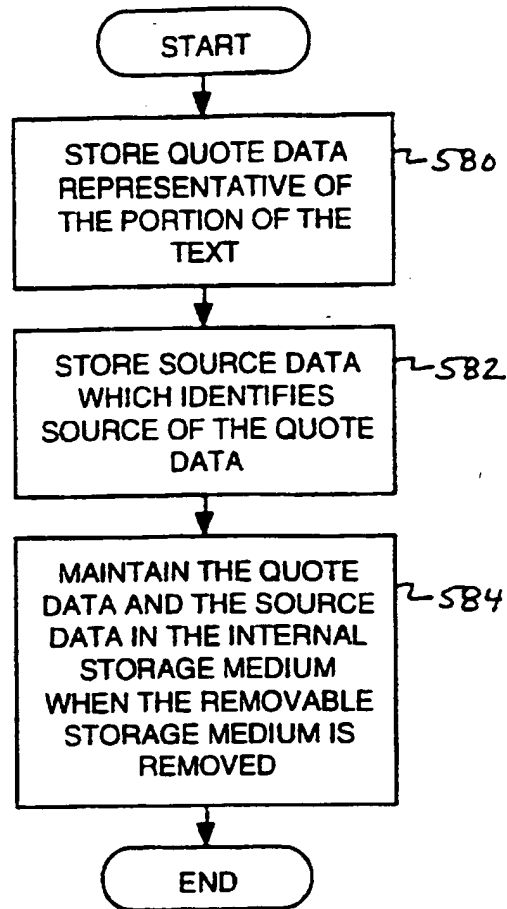 START
STORE QUOTE DATA
REPRESENTATIVE OF
THE PORTION OF THE
TEXT
580
STORE SOURCE DATA
WHICH IDENTIFIES
SOURCE OF THE QUOTE
DATA
582
MAINTAIN THE QUOTE
DATA AND THE SOURCE
DATA IN THE INTERNAL
STORAGE MEDIUM
WHEN THE REMOVABLE
STORAGE MEDIUM IS
REMOVED
584
END